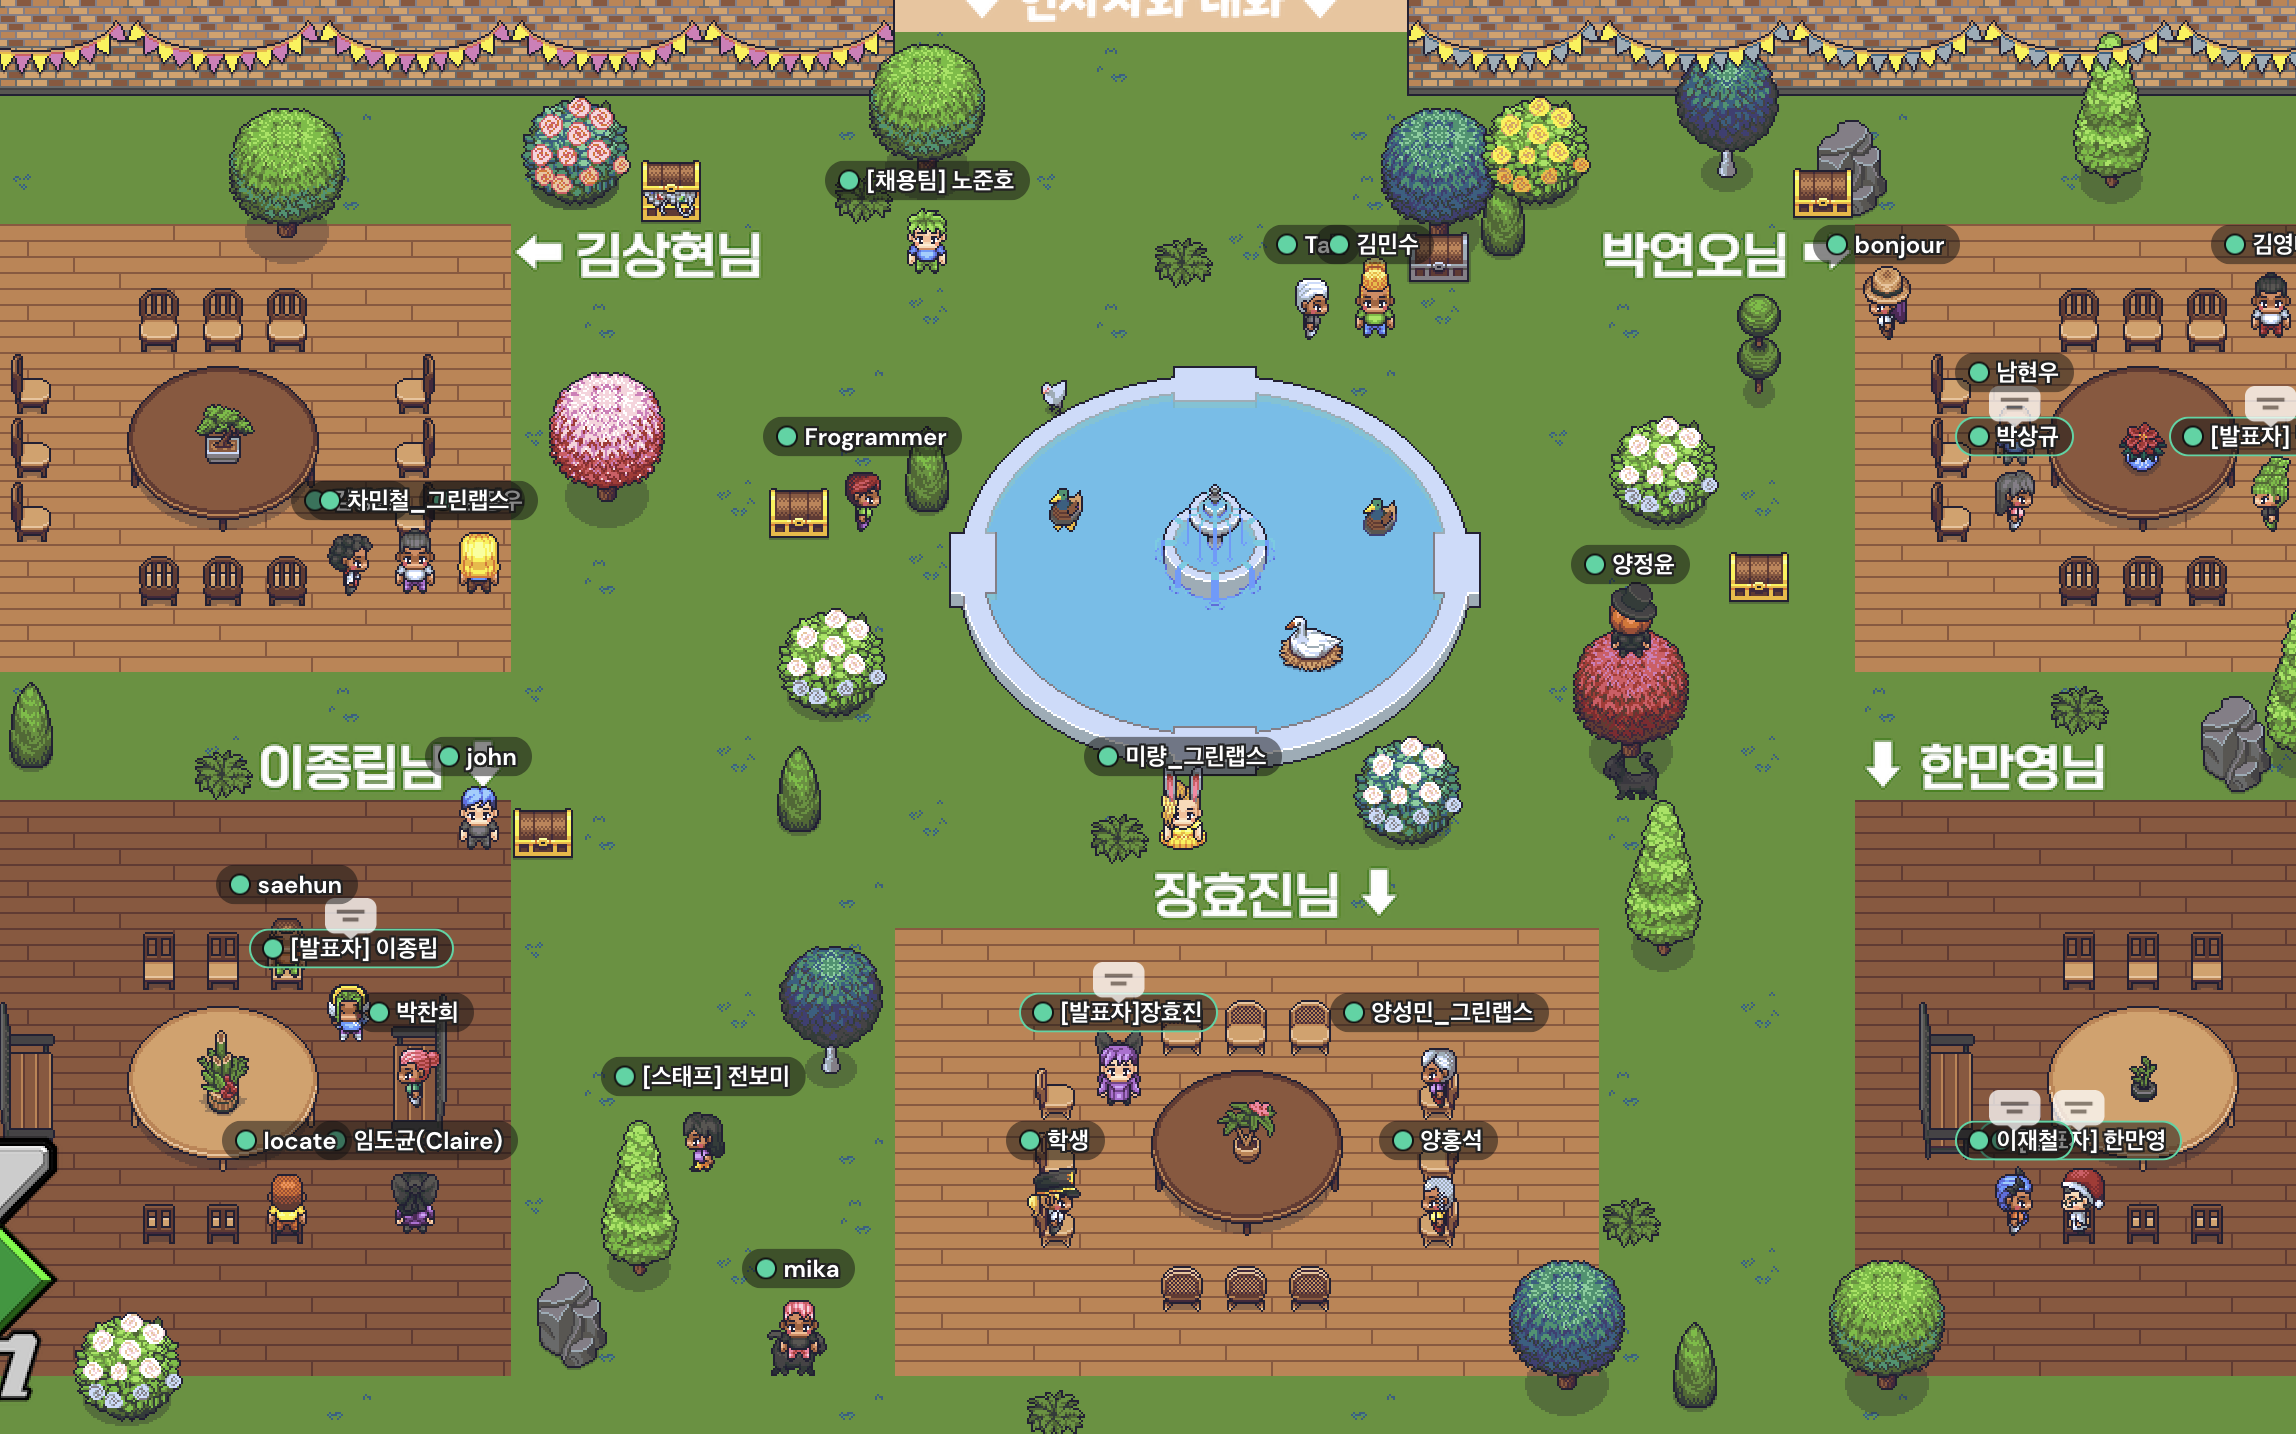 [채용팀] 노준호
← 김상현님
Ta
김민수
박연오님
bonjour
김영
남현우
Frogrammer
박상규
[발표자]
차민철_그린랩스
양정윤
이종립님
john
미량_그린랩스
↓ 한만영님
saehun
장효진님 ↓
[발표자] 이종립
박찬희
[발표자]장효진
양성민_그린랩스
[스태프] 전보미
locate
임도균(Claire)
학생
양홍석
이재철
자] 한만영
mika